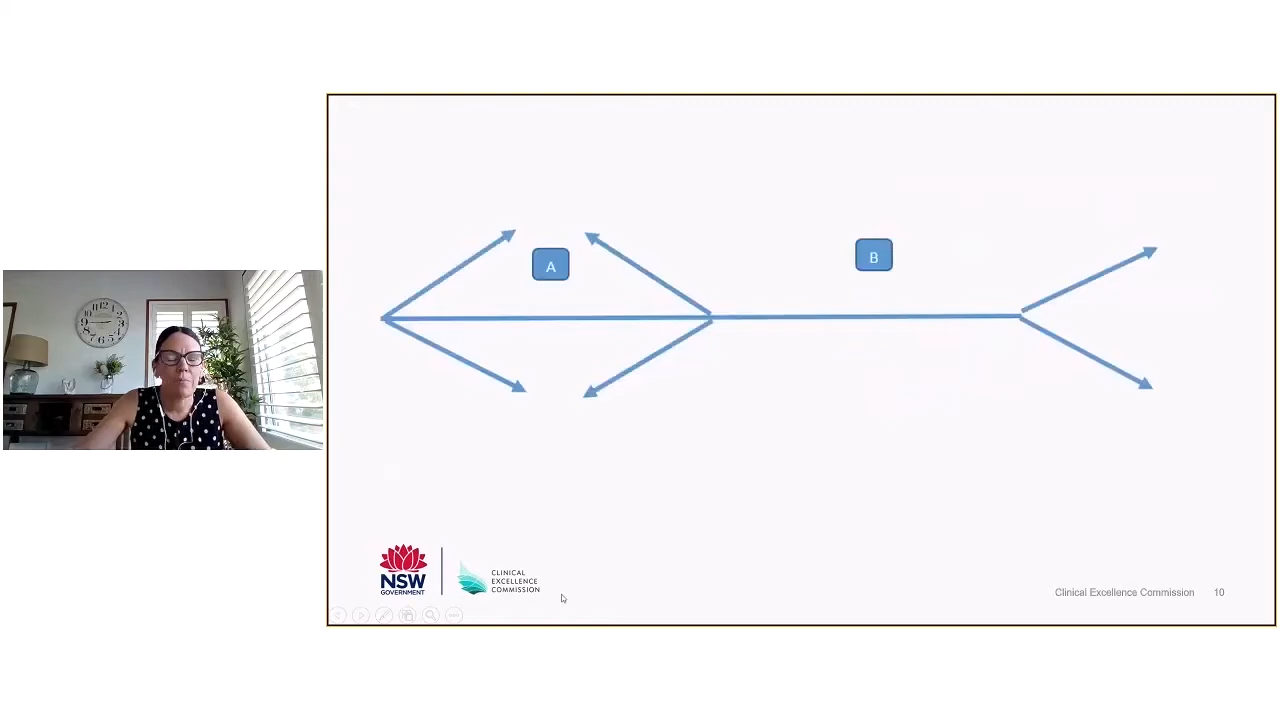 A
B
NSW
GOVERNMENT
CLINICAL
EXCELLENCE
COMMISSION
Clinical Excellence Commission 10